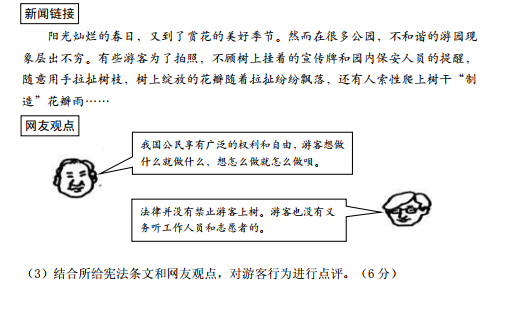 新闻链接
阳光灿烂的春日，又到了赏花的美好季节。然而在很多公园，不和谐的游园现
象层出不穷。有些游客为了拍照，不顾树上挂着的宣传牌和园内保安人员的提醒，
随意用手拉扯树枝，树上绽放的花瓣随着拉扯纷纷飘落，还有人索性爬上树干“制
造”花瓣雨……
网友观点
我国公民享有广泛的权利和自由，游客想做
什么就做什么，想怎么做就怎么做呗。
法律并没有禁止游客上树。游客也没有义
务听工作人员和志愿者的。
（3）结合所给宪法条文和网友观点，对游客行为进行点评。（6 分）